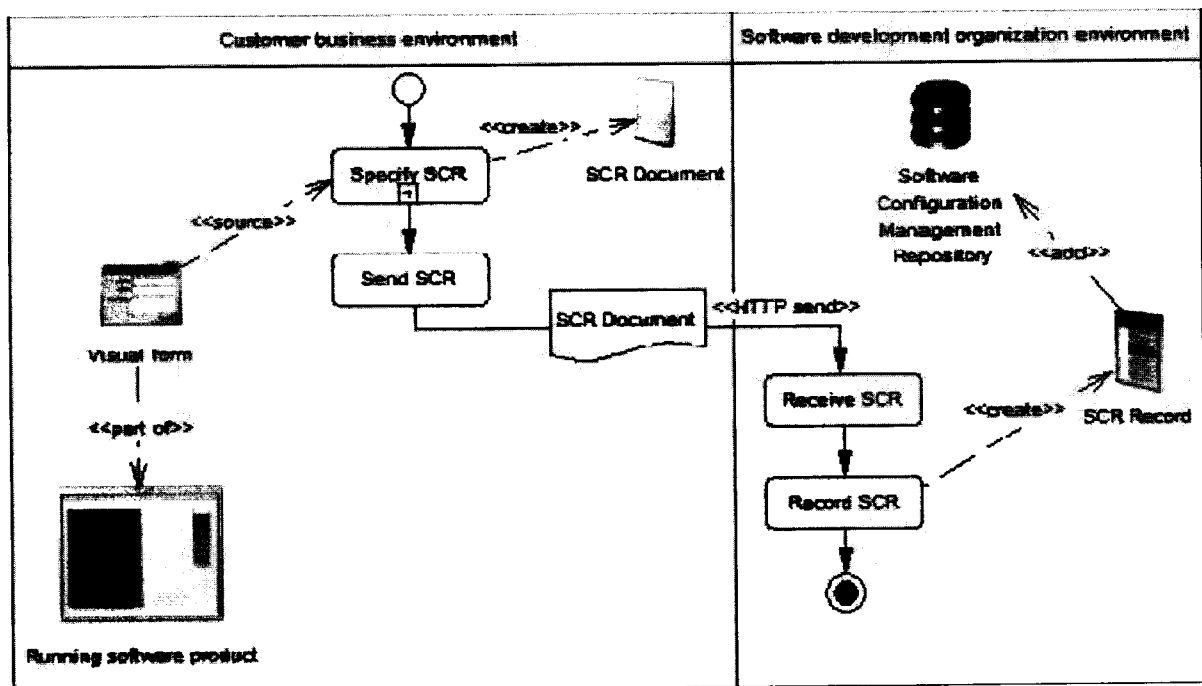 Customer business environment
Software development organization environment
<<create>>
SCR Document
Specify SCR
<<source>>
Send SCR
Visual form
<<part of>>
Running software product
SCR Document
<<HTTP send>>
Software
Configuration
Management
Repository
<<add>>
Receive SCR
<<create>>
SCR Record
Record SCR